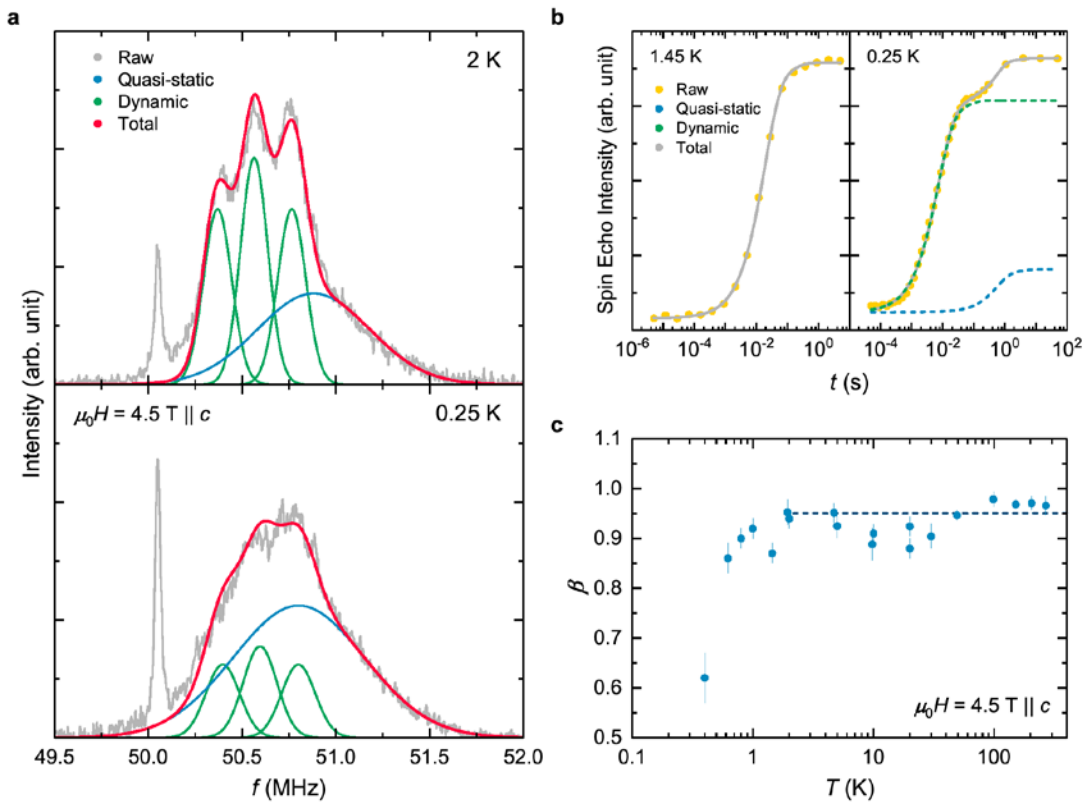 a
2 K
Raw
Quasi-static
Dynamic
Total
μ₀H = 4.5 T || c
0.25 K
Intensity (arb. unit)
49.5 50.0 50.5 51.0 51.5 52.0
f (MHz)
b
1.45 K
0.25 K
Raw
Quasi-static
Dynamic
Total
Spin Echo Intensity (arb. unit)
10⁻⁶ 10⁻⁴ 10⁻² 10⁰ 10⁻⁴ 10⁻² 10⁰ 10²
t (s)
c
1.1
1.0
0.9
0.8
0.7
0.6
0.5
β
μ₀H = 4.5 T || c
0.1 1 10 100
T (K)